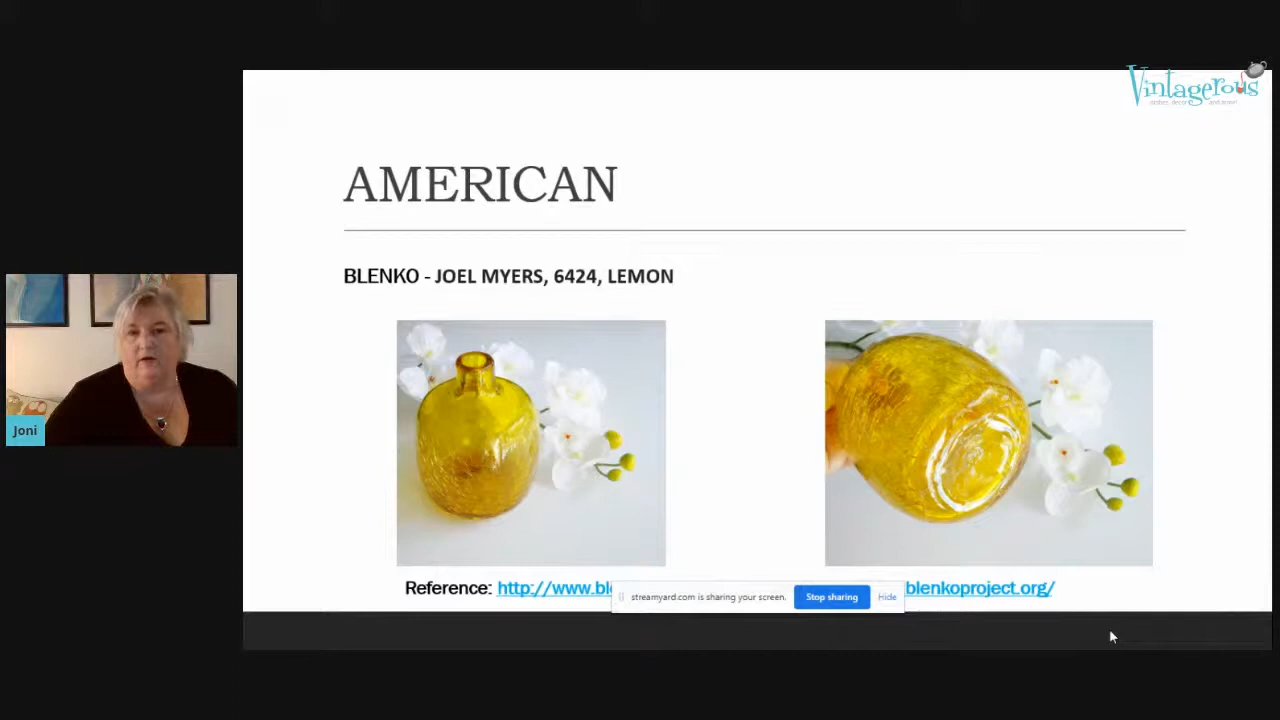 Vintagerous
AMERICAN
BLENKO - JOEL MYERS, 6424, LEMON
Joni
Reference: http://www.bl
blenkoproject.org/
streamyard.com is sharing your screen.
Stop sharing
Hide